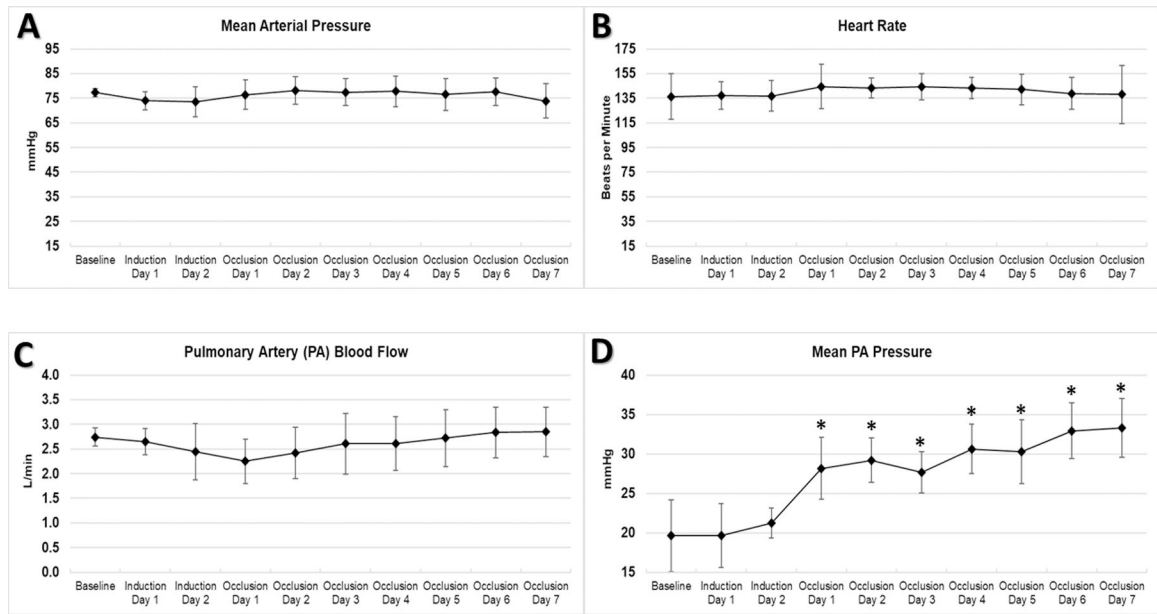 A
Mean Arterial Pressure
95
85
75
65
55
45
35
25
15
mmHg
Baseline
Induction
Day 1
Induction
Day 2
Occlusion
Day 1
Occlusion
Day 2
Occlusion
Day 3
Occlusion
Day 4
Occlusion
Day 5
Occlusion
Day 6
Occlusion
Day 7
B
Heart Rate
175
155
135
115
95
75
55
35
15
Beats per Minute
Baseline
Induction
Day 1
Induction
Day 2
Occlusion
Day 1
Occlusion
Day 2
Occlusion
Day 3
Occlusion
Day 4
Occlusion
Day 5
Occlusion
Day 6
Occlusion
Day 7
C
Pulmonary Artery (PA) Blood Flow
4.0
3.5
3.0
2.5
2.0
1.5
1.0
0.5
0.0
L/min
Baseline
Induction
Day 1
Induction
Day 2
Occlusion
Day 1
Occlusion
Day 2
Occlusion
Day 3
Occlusion
Day 4
Occlusion
Day 5
Occlusion
Day 6
Occlusion
Day 7
D
Mean PA Pressure
40
35
30
25
20
15
mmHg
* * * * * * *
Baseline
Induction
Day 1
Induction
Day 2
Occlusion
Day 1
Occlusion
Day 2
Occlusion
Day 3
Occlusion
Day 4
Occlusion
Day 5
Occlusion
Day 6
Occlusion
Day 7